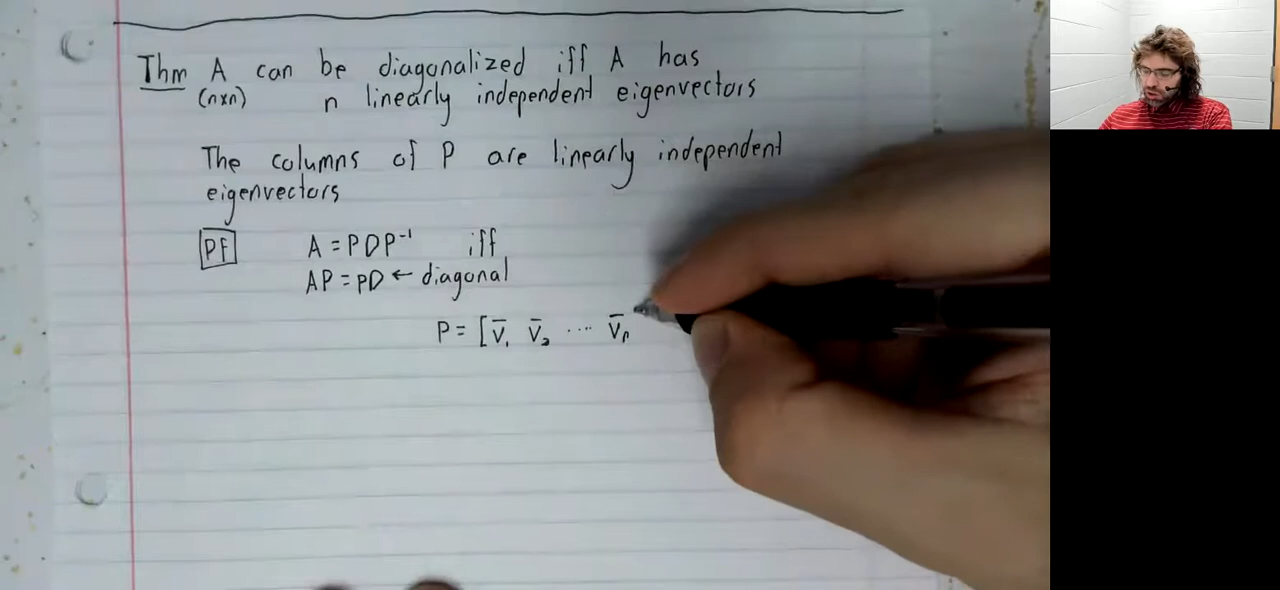 Thm A can be diagonalized iff A has
(n×n) n linearly independent eigenvectors
The columns of P are linearly independent
eigenvectors
PF A = PDP⁻¹ iff
AP = PD ← diagonal
P = [v̄₁ v̄₂ ···· v̄ₙ